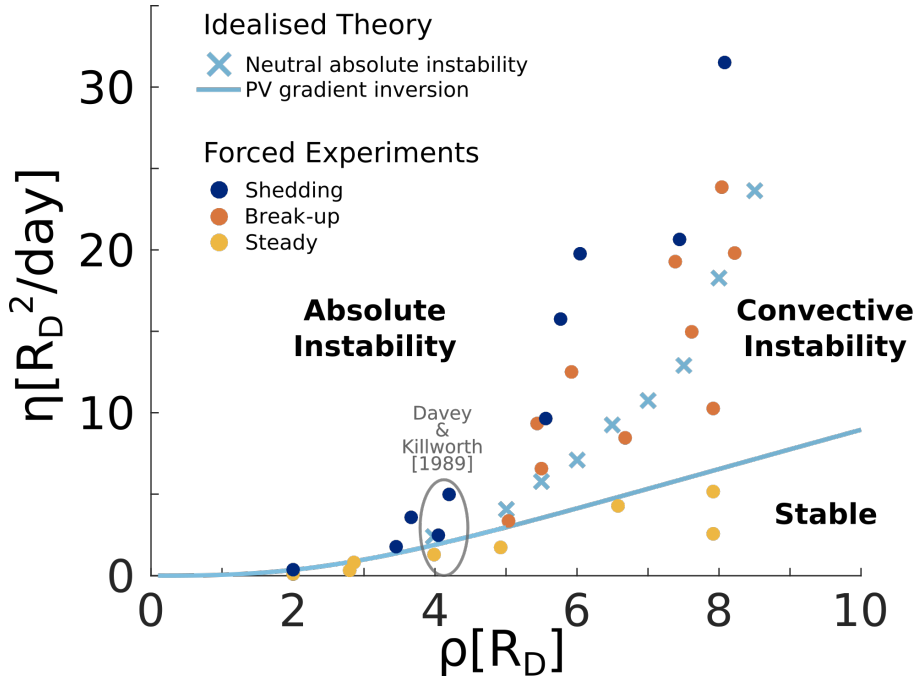 Idealised Theory
Neutral absolute instability
PV gradient inversion
Forced Experiments
Shedding
Break-up
Steady
Absolute
Instability
Convective
Instability
Davey
&
Killworth
[1989]
Stable
η[R_D²/day]
30
20
10
0
0 2 4 6 8 10
ρ[R_D]